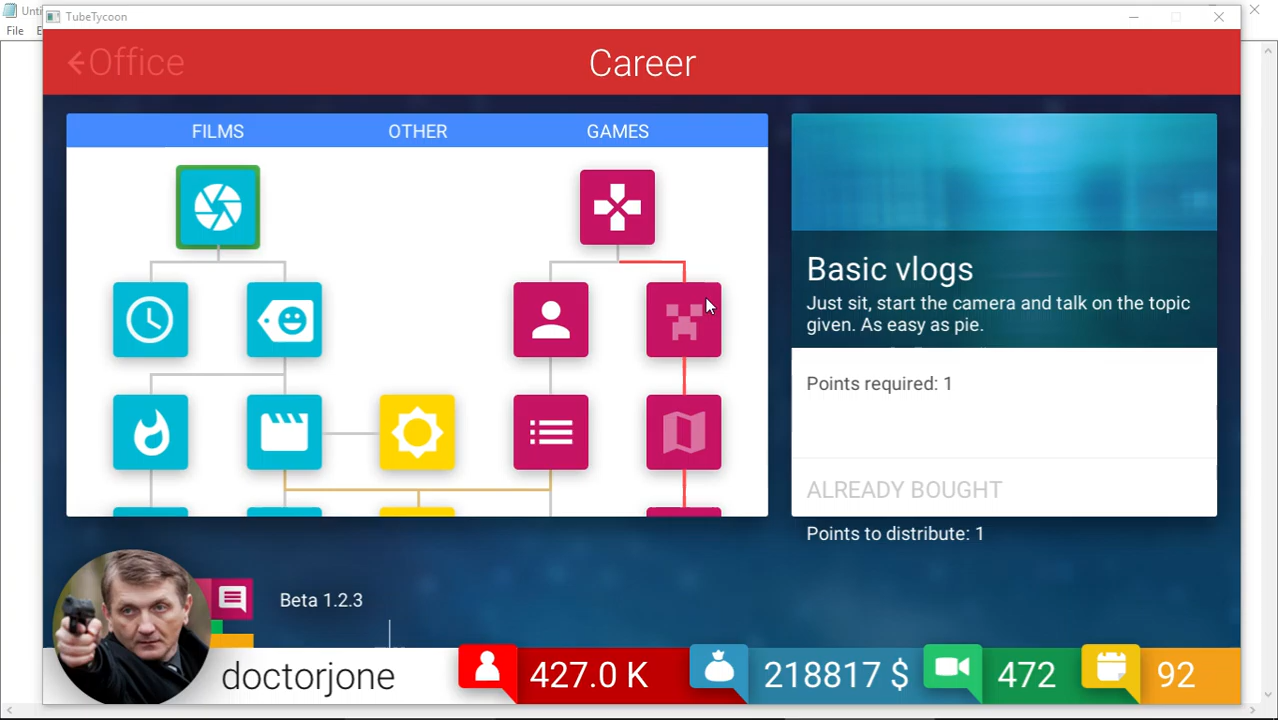 Unti
TubeTycoon
File
E
Office
Career
FILMS
OTHER
GAMES
Basic vlogs
Just sit, start the camera and talk on the topic
given. As easy as pie.
Points required: 1
ALREADY BOUGHT
Points to distribute: 1
Beta 1.2.3
doctorjone
427.0 K
218817 $
472
92